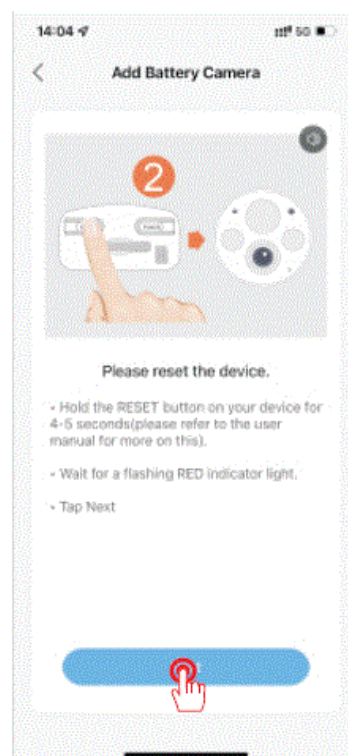 14:04
5G
Add Battery Camera
2
Please reset the device.
- Hold the RESET button on your device for
4-5 seconds(please refer to the user
manual for more on this).
- Wait for a flashing RED indicator light.
- Tap Next